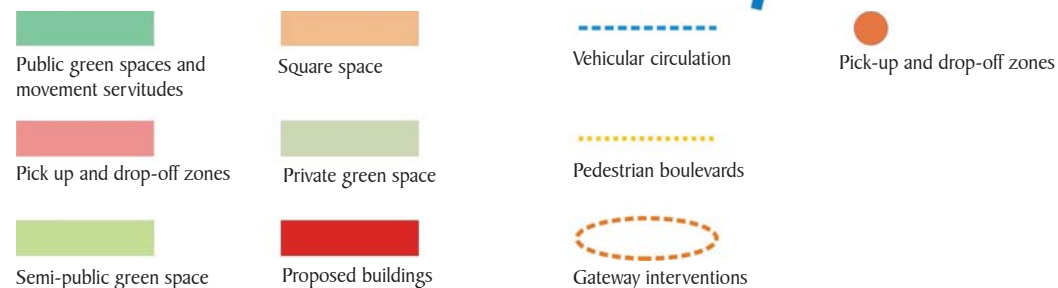 Public green spaces and
movement servitudes
Square space
Vehicular circulation
Pick-up and drop-off zones
Pick up and drop-off zones
Private green space
Pedestrian boulevards
Semi-public green space
Proposed buildings
Gateway interventions